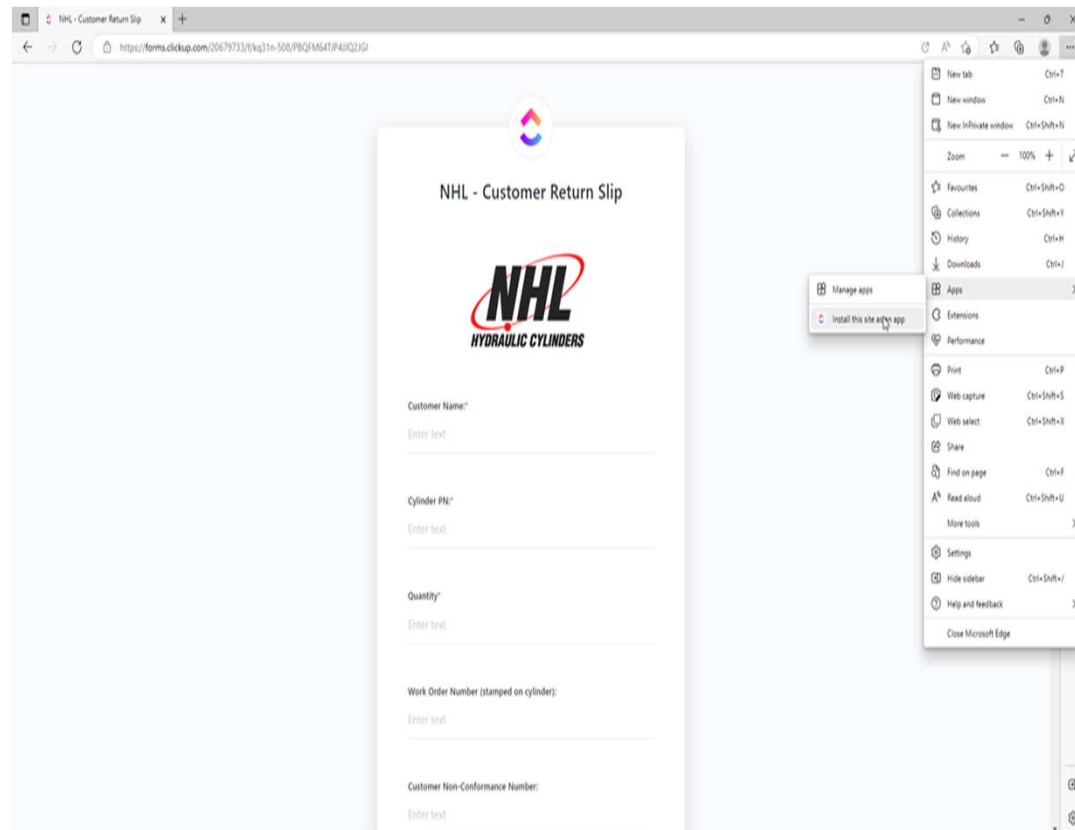 NHL - Customer Return Slip
https://forms.clickup.com/20679733/f/kq31n-508/
New tab Ctrl+T
New window Ctrl+N
New InPrivate window Ctrl+Shift+N
Zoom 100%
Favourites Ctrl+Shift+O
Collections Ctrl+Shift+Y
History Ctrl+H
Downloads Ctrl+J
Apps
Manage apps
Install this site as an app
Extensions
Performance
Print Ctrl+P
Web capture Ctrl+Shift+S
Web select Ctrl+Shift+X
Share
Find on page Ctrl+F
Read aloud Ctrl+Shift+U
More tools
Settings
Hide sidebar Ctrl+Shift+/
Help and feedback
Close Microsoft Edge
NHL - Customer Return Slip
NHL
HYDRAULIC CYLINDERS
Customer Name:*
Enter text
Cylinder PN:*
Enter text
Quantity*
Enter text
Work Order Number (stamped on cylinder):
Enter text
Customer Non-Conformance Number:
Enter text